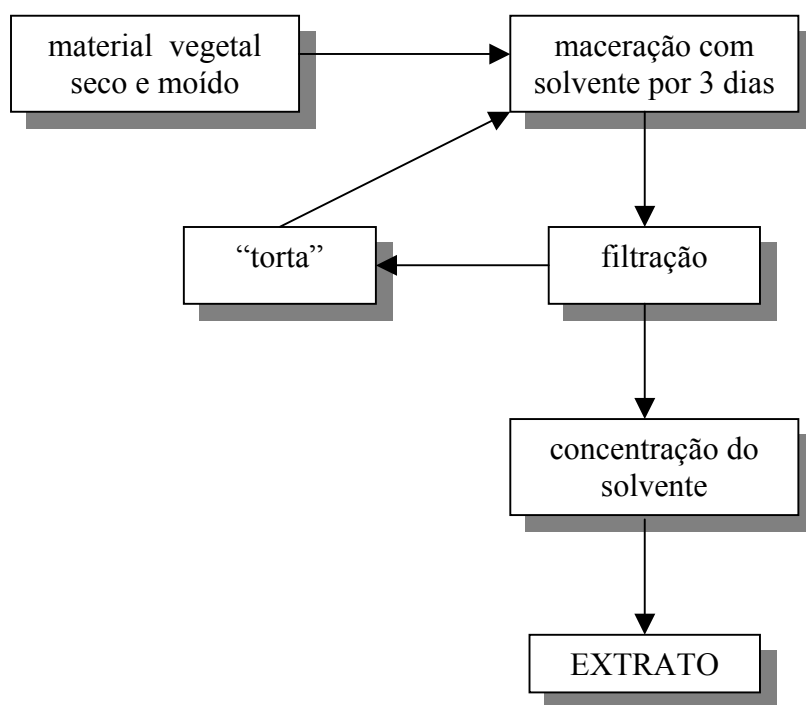 material vegetal
seco e moído
maceração com
solvente por 3 dias
“torta”
filtração
concentração do
solvente
EXTRATO